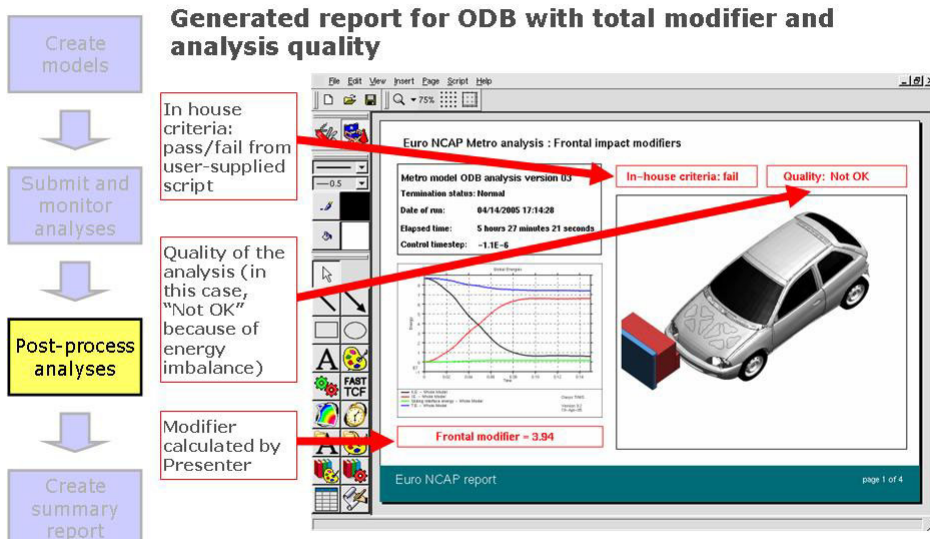 Generated report for ODB with total modifier and
analysis quality
Create
models
Submit and
monitor
analyses
Post-process
analyses
Create
summary
report
In house
criteria:
pass/fail from
user-supplied
script
Quality of the
analysis (in
this case,
“Not OK”
because of
energy
imbalance)
Modifier
calculated by
Presenter
File Edit View Insert Page Script Help
75%
0.5
FAST
TCF
Euro NCAP Metro analysis : Frontal impact modifiers
Metro model ODB analysis version 03
Termination status: Normal
Date of run: 04/14/2005 17:14:28
Elapsed time: 5 hours 27 minutes 21 seconds
Control timestep: -1.1E-6
In-house criteria: fail
Quality: Not OK
Global Energies
Energy
Time
Frontal modifier = 3.94
Euro NCAP report
page 1 of 4